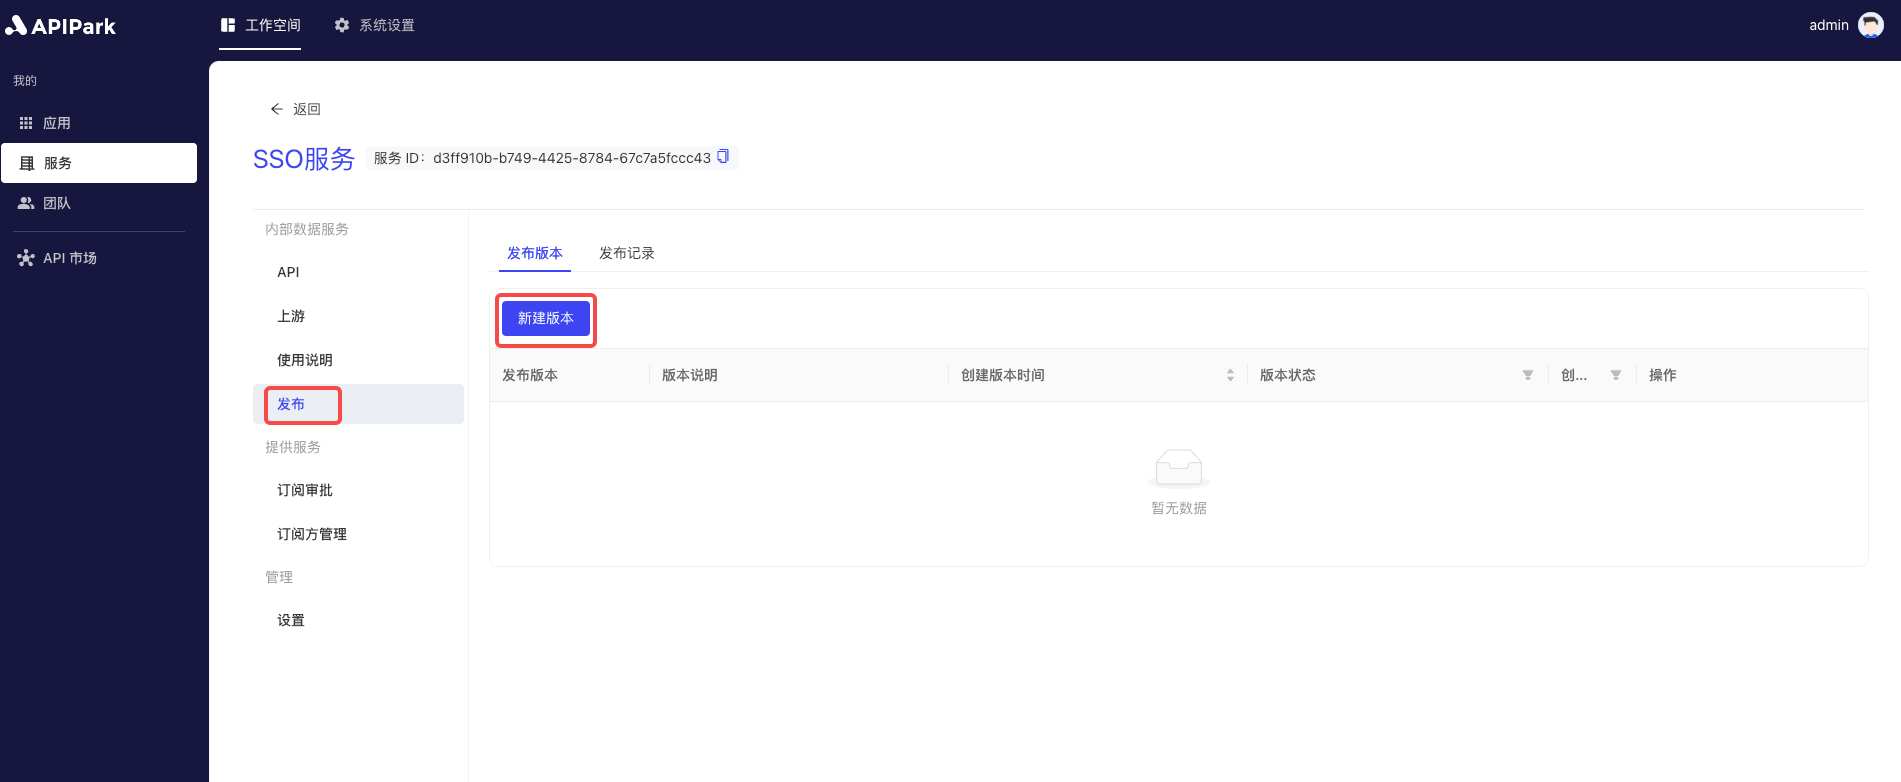 APIPark
工作空间
系统设置
admin
我的
应用
服务
团队
API 市场
返回
SSO服务
服务 ID：d3ff910b-b749-4425-8784-67c7a5fccc43
内部数据服务
API
上游
使用说明
发布
提供服务
订阅审批
订阅方管理
管理
设置
发布版本
发布记录
新建版本
发布版本
版本说明
创建版本时间
版本状态
创...
操作
暂无数据